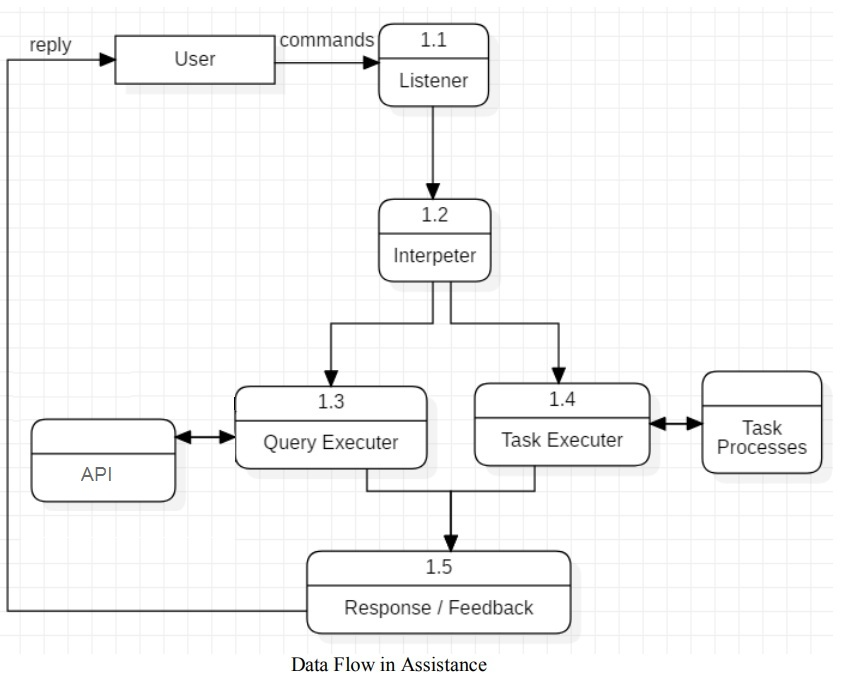 reply
User
commands
1.1
Listener
1.2
Interpeter
1.3
Query Executer
1.4
Task Executer
API
Task
Processes
1.5
Response / Feedback
Data Flow in Assistance